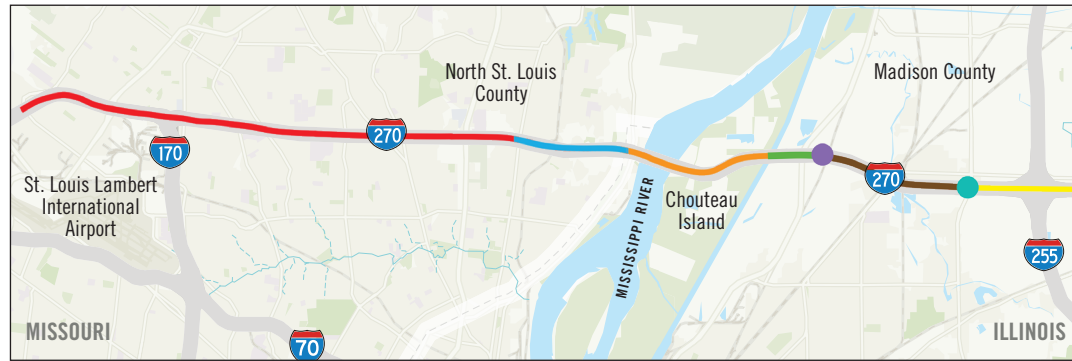 North St. Louis
County
Madison County
270
170
270
St. Louis Lambert
International
Airport
Chouteau
Island
MISSISSIPPI RIVER
255
MISSOURI
70
ILLINOIS